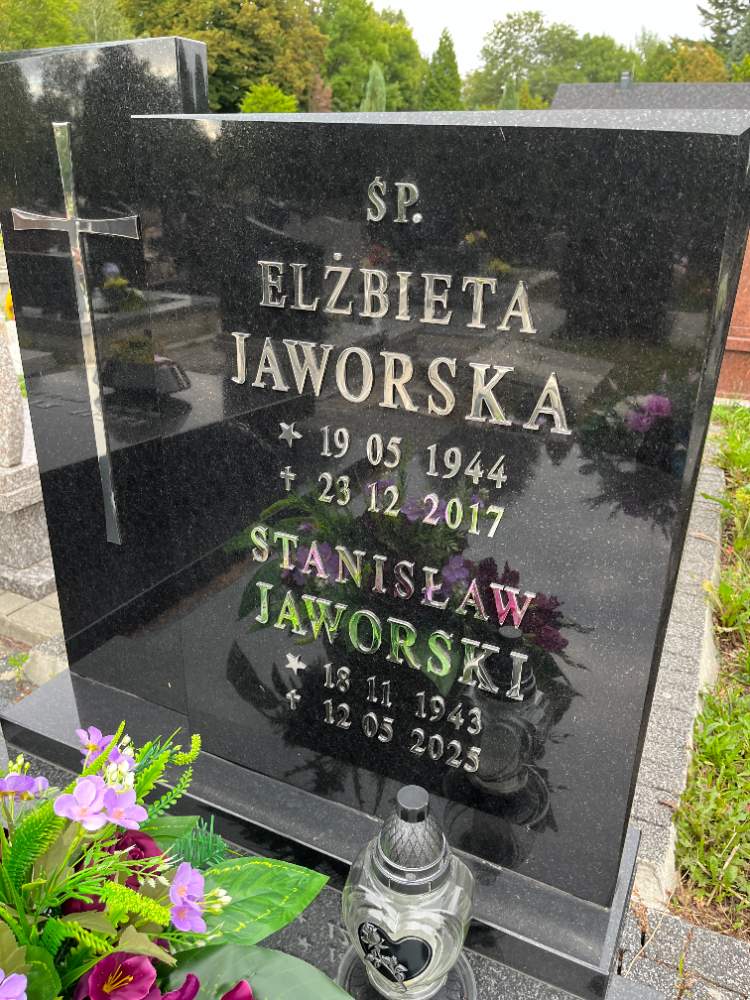 ŚP.
ELŻBIETA
JAWORSKA
★ 19 05 1944
✝ 23 12 2017
STANISŁAW
JAWORSKI
★ 18 11 1943
✝ 12 05 2025